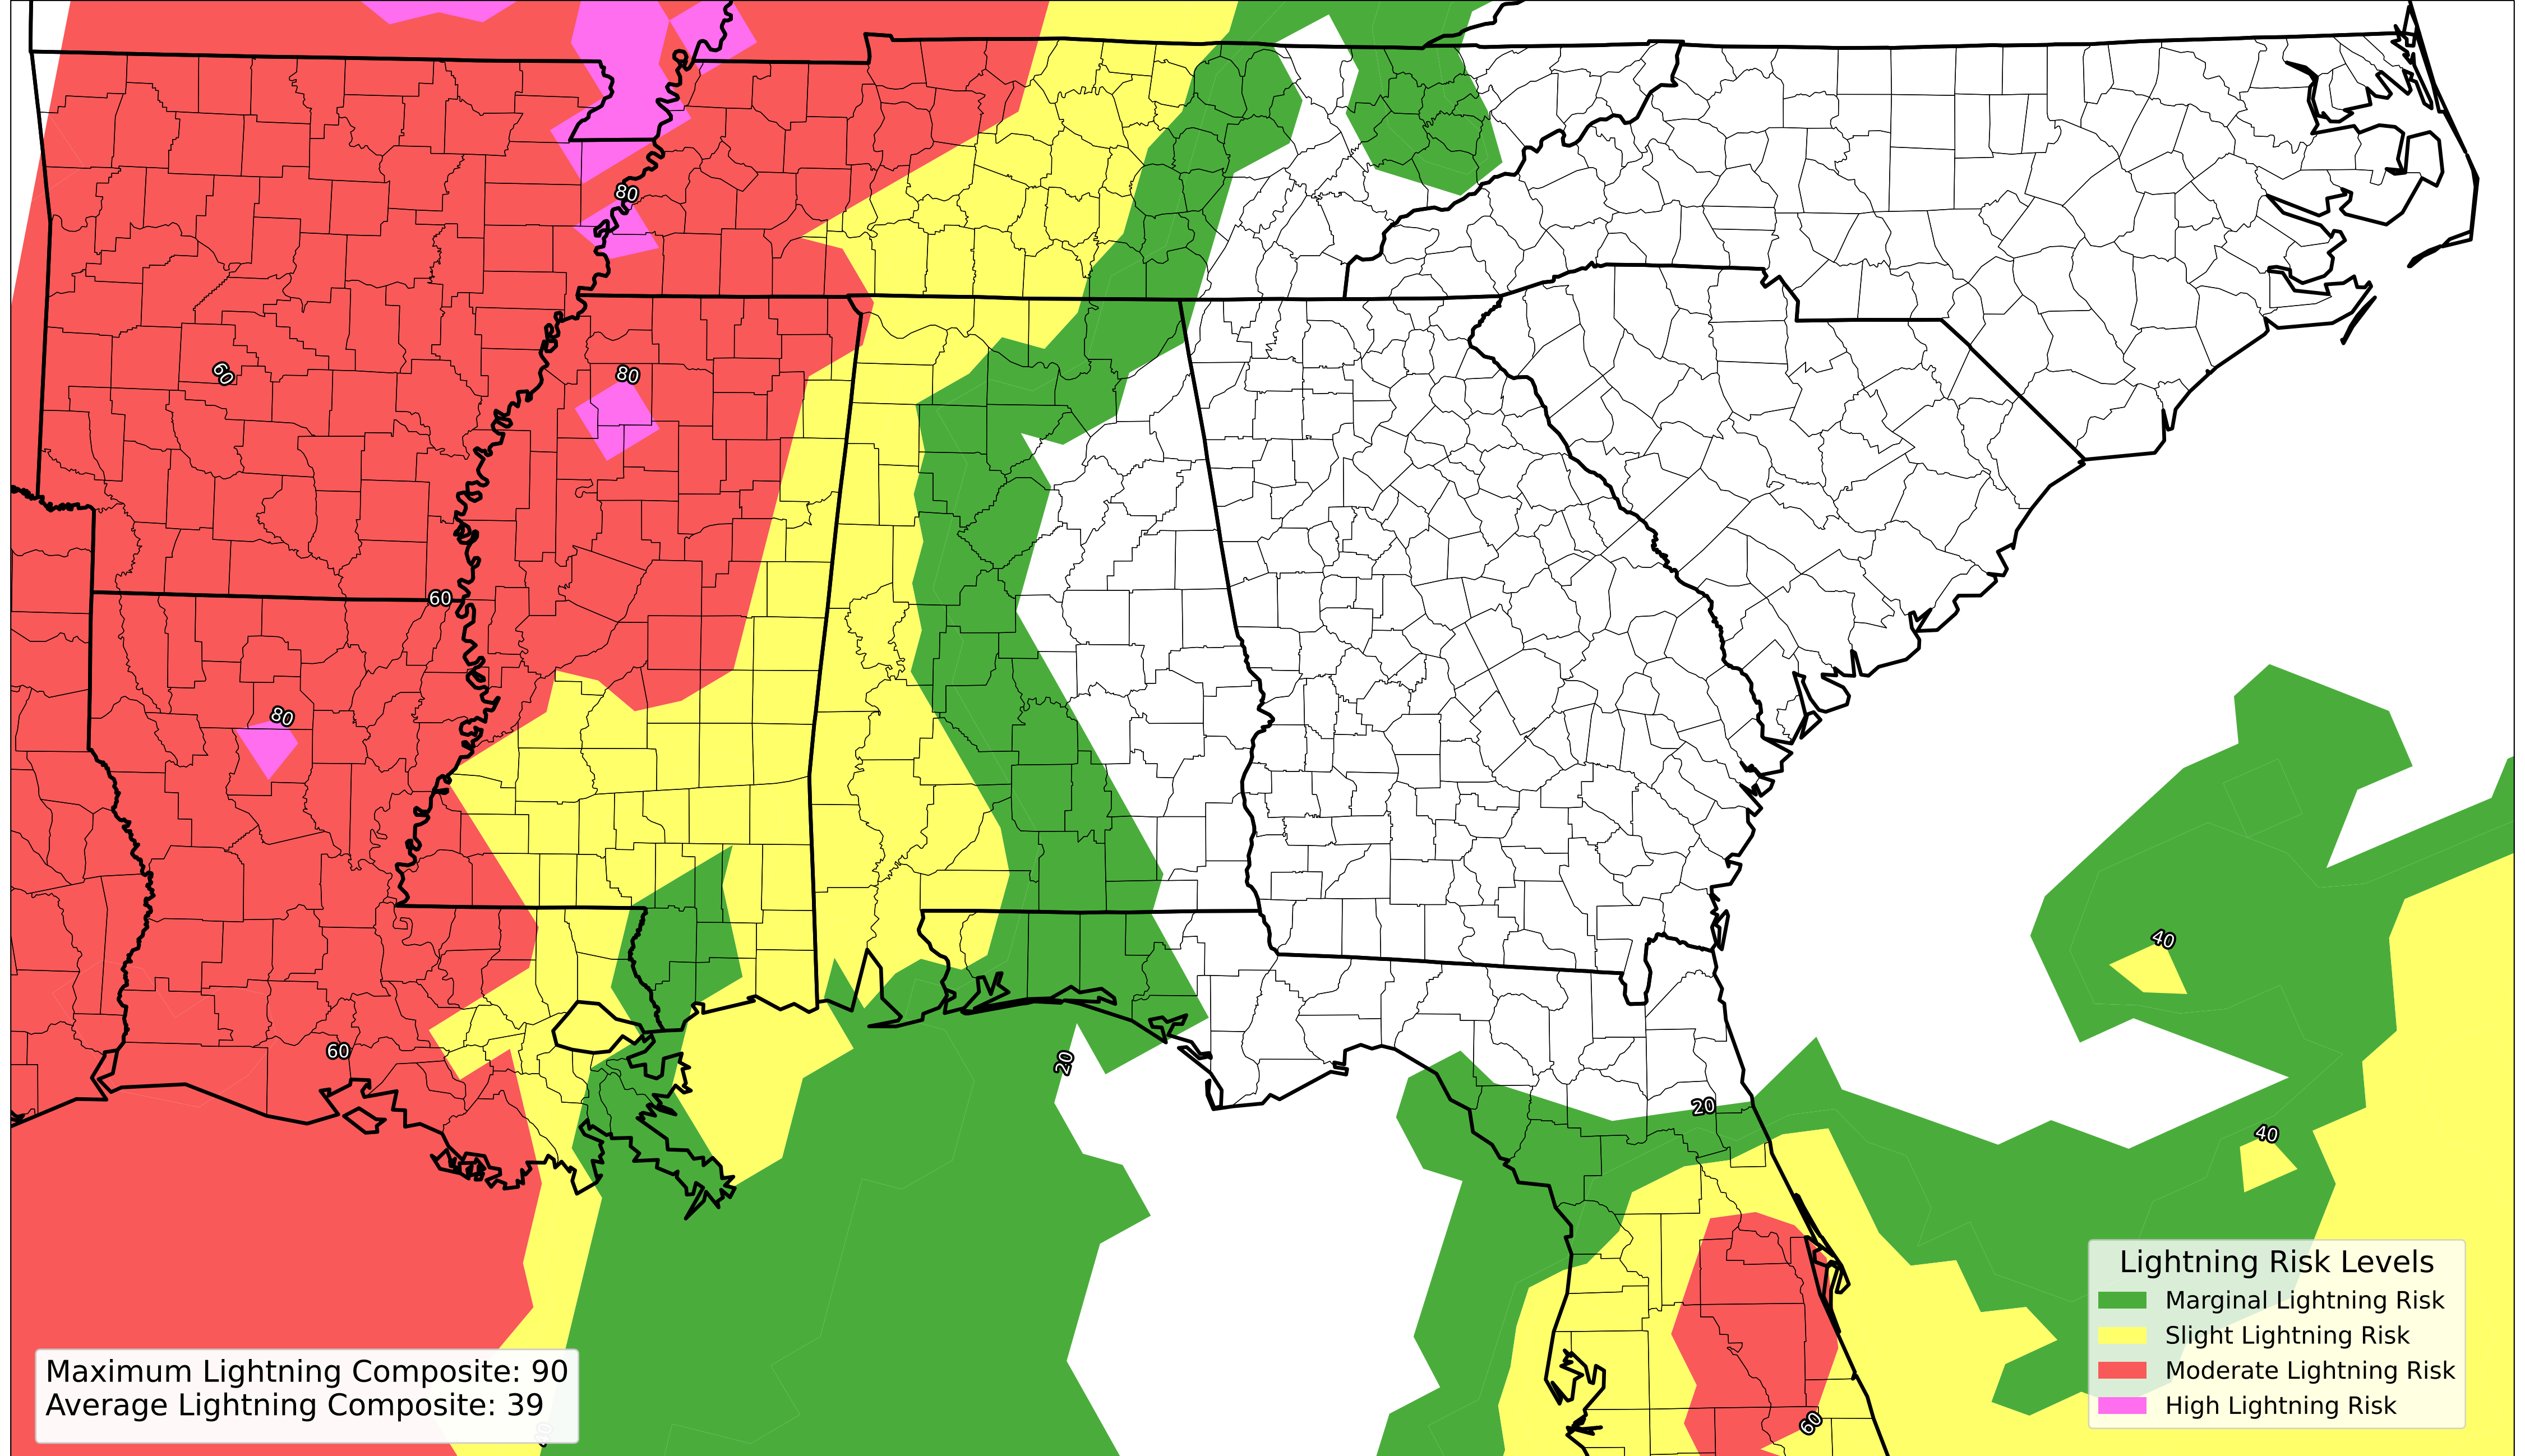 80
60
80
60
80
40
60
20
20
40
Lightning Risk Levels
Marginal Lightning Risk
Slight Lightning Risk
Moderate Lightning Risk
High Lightning Risk
Maximum Lightning Composite: 90
Average Lightning Composite: 39
60